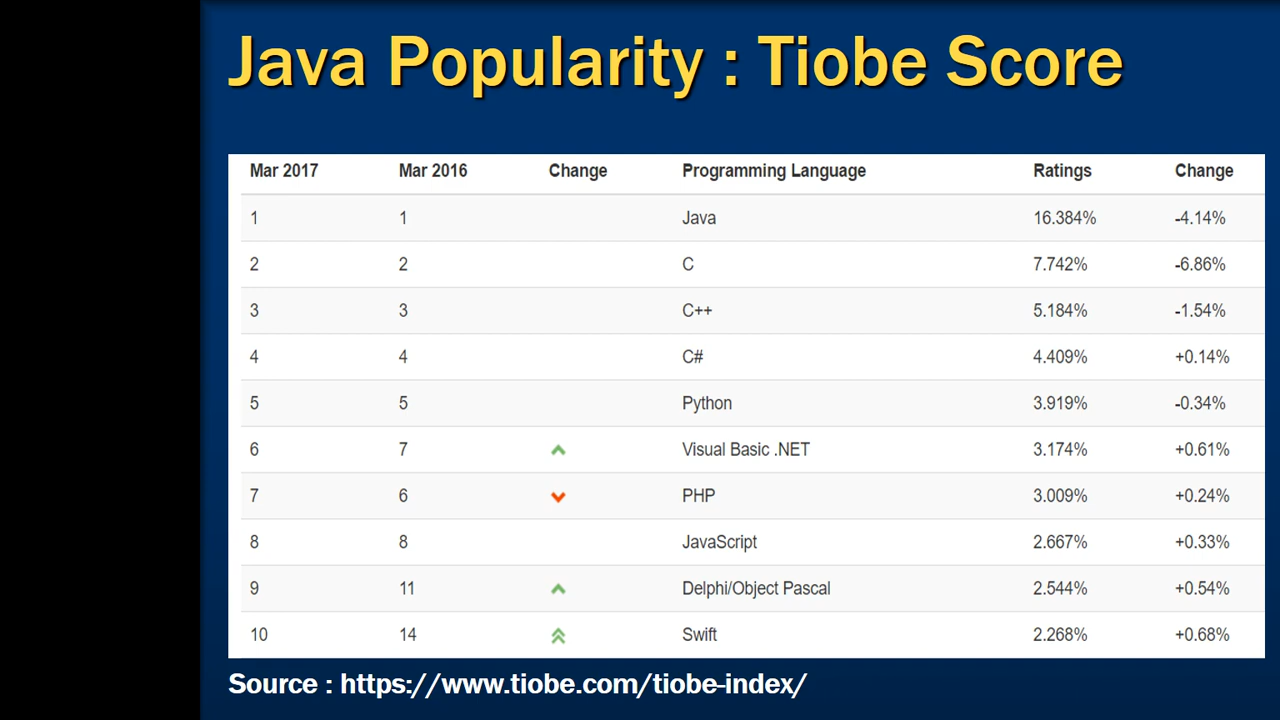 Java Popularity : Tiobe Score
Mar 2017 Mar 2016 Change Programming Language Ratings Change
1 1 Java 16.384% -4.14%
2 2 C 7.742% -6.86%
3 3 C++ 5.184% -1.54%
4 4 C# 4.409% +0.14%
5 5 Python 3.919% -0.34%
6 7 Visual Basic .NET 3.174% +0.61%
7 6 PHP 3.009% +0.24%
8 8 JavaScript 2.667% +0.33%
9 11 Delphi/Object Pascal 2.544% +0.54%
10 14 Swift 2.268% +0.68%
Source : https://www.tiobe.com/tiobe-index/